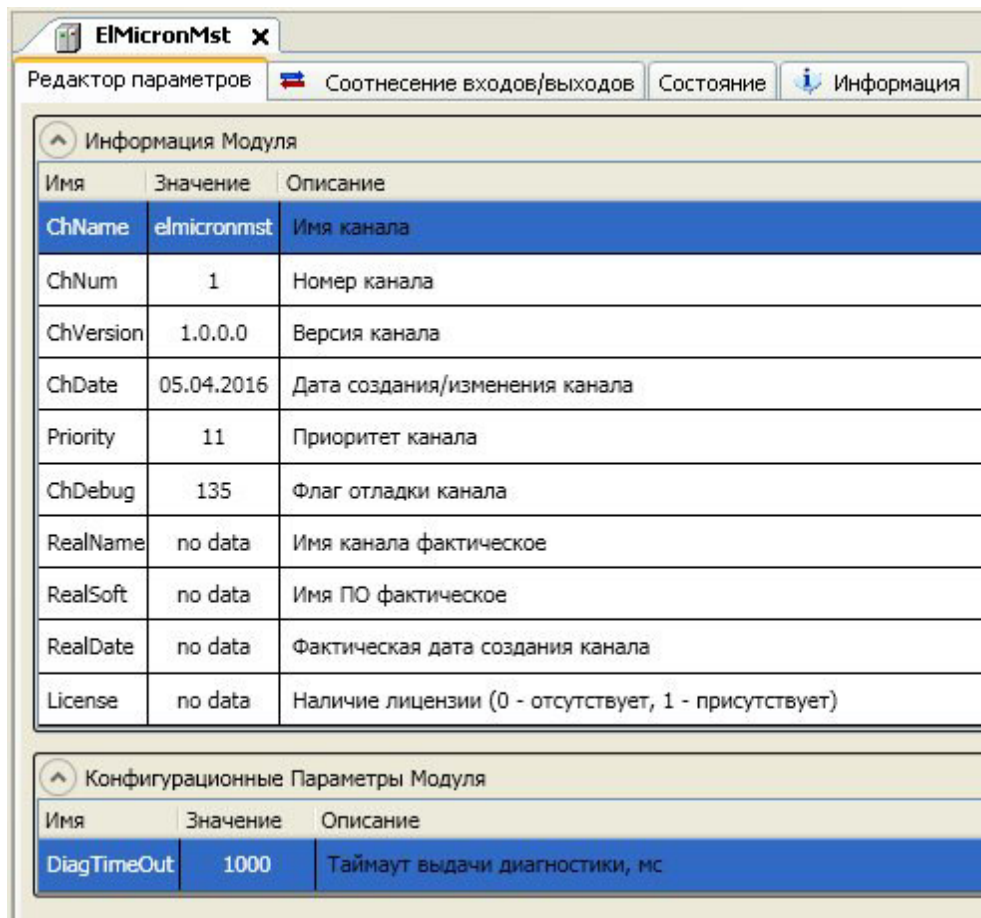 ElMicronMst x
Редактор параметров Соотнесение входов/выходов Состояние Информация
Информация Модуля
Имя Значение Описание
ChName elmicronmst Имя канала
ChNum 1 Номер канала
ChVersion 1.0.0.0 Версия канала
ChDate 05.04.2016 Дата создания/изменения канала
Priority 11 Приоритет канала
ChDebug 135 Флаг отладки канала
RealName no data Имя канала фактическое
RealSoft no data Имя ПО фактическое
RealDate no data Фактическая дата создания канала
License no data Наличие лицензии (0 - отсутствует, 1 - присутствует)
Конфигурационные Параметры Модуля
Имя Значение Описание
DiagTimeOut 1000 Таймаут выдачи диагностики, мс